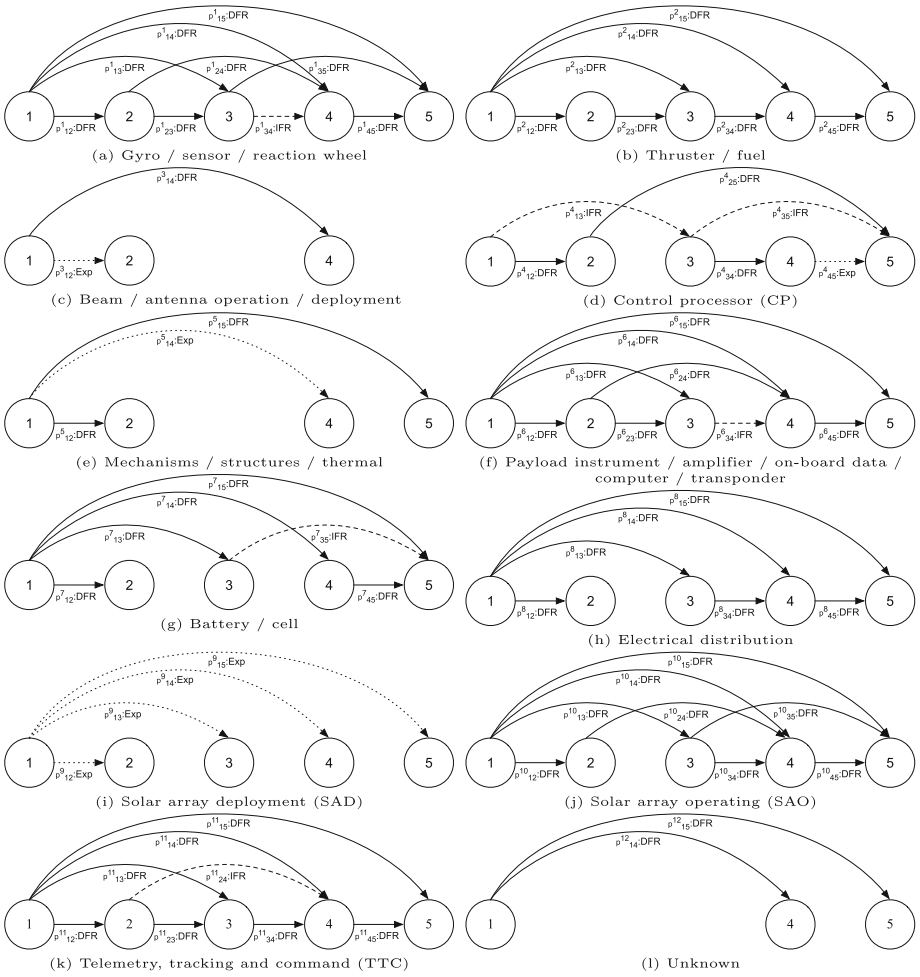 p¹₁₅:DFR p²₁₅:DFR
p¹₁₄:DFR p²₁₄:DFR
p¹₁₃:DFR p¹₂₄:DFR p¹₃₅:DFR p²₁₃:DFR
1 2 3 4 5 1 2 3 4 5
p¹₁₂:DFR p¹₂₃:DFR p¹₃₄:IFR p¹₄₅:DFR p²₁₂:DFR p²₂₃:DFR p²₃₄:DFR p²₄₅:DFR
(a) Gyro / sensor / reaction wheel (b) Thruster / fuel
p³₁₄:DFR p⁴₂₅:DFR
p⁴₁₃:IFR p⁴₃₅:IFR
1 2 4 1 2 3 4 5
p³₁₂:Exp p⁴₁₂:DFR p⁴₃₄:DFR p⁴₄₅:Exp
(c) Beam / antenna operation / deployment (d) Control processor (CP)
p⁵₁₅:DFR p⁶₁₅:DFR
p⁵₁₄:Exp p⁶₁₄:DFR
p⁶₁₃:DFR p⁶₂₄:DFR
1 2 4 5 1 2 3 4 5
p⁵₁₂:DFR p⁶₁₂:DFR p⁶₂₃:DFR p⁶₃₄:IFR p⁶₄₅:DFR
(e) Mechanisms / structures / thermal (f) Payload instrument / amplifier / on-board data /
computer / transponder
p⁷₁₅:DFR p⁸₁₅:DFR
p⁷₁₄:DFR p⁸₁₄:DFR
p⁷₁₃:DFR p⁷₃₅:IFR p⁸₁₃:DFR
1 2 3 4 5 1 2 3 4 5
p⁷₁₂:DFR p⁷₄₅:DFR p⁸₁₂:DFR p⁸₃₄:DFR p⁸₄₅:DFR
(g) Battery / cell (h) Electrical distribution
p⁹₁₅:Exp p¹⁰₁₅:DFR
p⁹₁₄:Exp p¹⁰₁₄:DFR
p⁹₁₃:Exp p¹⁰₁₃:DFR p¹⁰₂₄:DFR p¹⁰₃₅:DFR
1 2 3 4 5 1 2 3 4 5
p⁹₁₂:Exp p¹⁰₁₂:DFR p¹⁰₃₄:DFR p¹⁰₄₅:DFR
(i) Solar array deployment (SAD) (j) Solar array operating (SAO)
p¹¹₁₅:DFR p¹²₁₅:DFR
p¹¹₁₄:DFR p¹²₁₄:DFR
p¹¹₁₃:DFR p¹¹₂₄:IFR
1 2 3 4 5 1 4 5
p¹¹₁₂:DFR p¹¹₂₃:DFR p¹¹₃₄:DFR p¹¹₄₅:DFR
(k) Telemetry, tracking and command (TTC) (l) Unknown